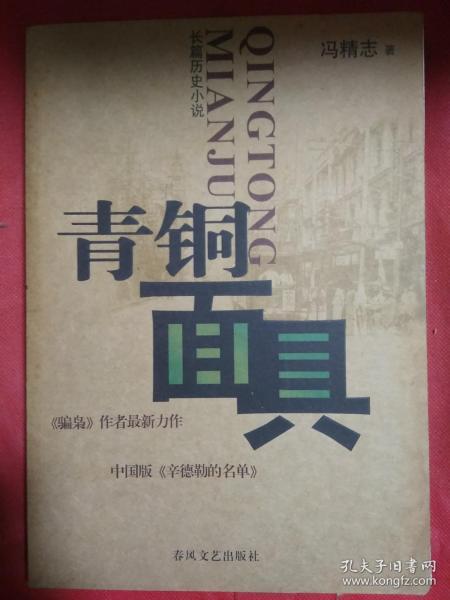 冯精志 著
QINGTONG
MIANJU
长篇历史小说
青铜
面具
《骗枭》作者最新力作
中国版《辛德勒的名单》
春风文艺出版社
孔夫子旧书网
www.kongfz.com